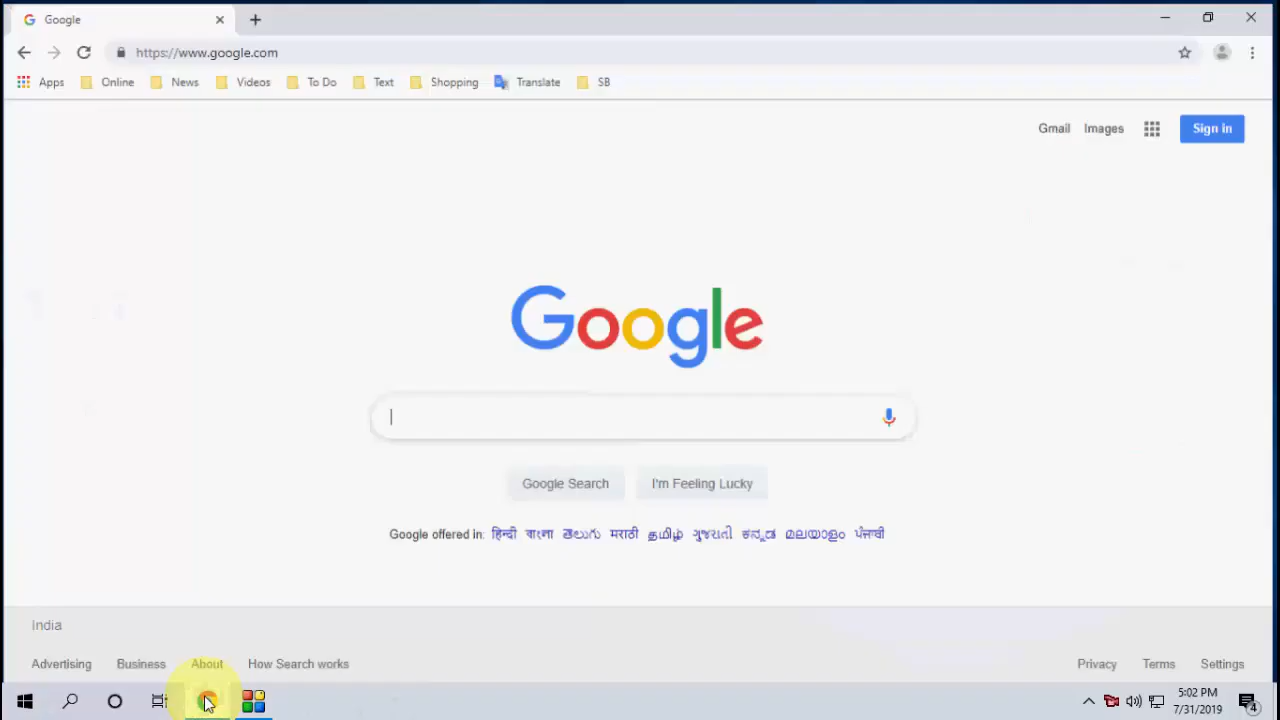 Google
https://www.google.com
Apps Online News Videos To Do Text Shopping Translate SB
Gmail Images Sign in
Google
Google Search I'm Feeling Lucky
Google offered in: हिन्दी বাংলা తెలుగు मराठी தமிழ் ગુજરાતી ಕನ್ನಡ മലയാളം ਪੰਜਾਬੀ
India
Advertising Business About How Search works Privacy Terms Settings
5:02 PM
7/31/2019
4